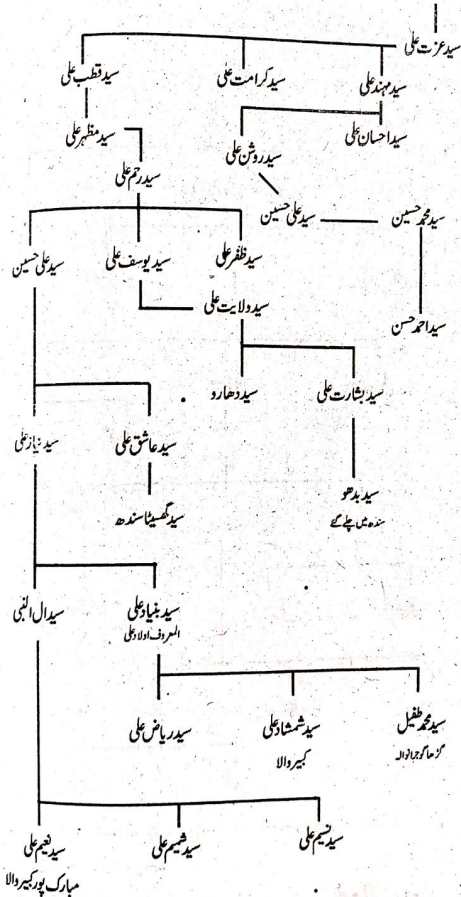 سید عزت علی
سید مہند علی
سید کرامت علی
سید قطب علی
سید احسان علی
سید روشن علی
سید مظہر علی
سید رحم علی
سید محمد حسین
سید علی حسین
سید ظفر علی
سید یوسف علی
سید علی حسین
سید ولایت علی
سید احمد حسن
سید بشارت علی
سید دھارو
سید عاشق علی
سید نیاز علی
سید بدھو
سندھ میں چلے گئے
سید گھسیٹا سندھ
سید بنیاد علی
المعروف اولاد علی
سید ال النبی
سید محمد طفیل
گڑھا گوجرانوالہ
سید شمشاد علی
کبیر والا
سید ریاض علی
سید نسیم علی
سید شمیم علی
سید نعیم علی
مبارک پور کبیر والا